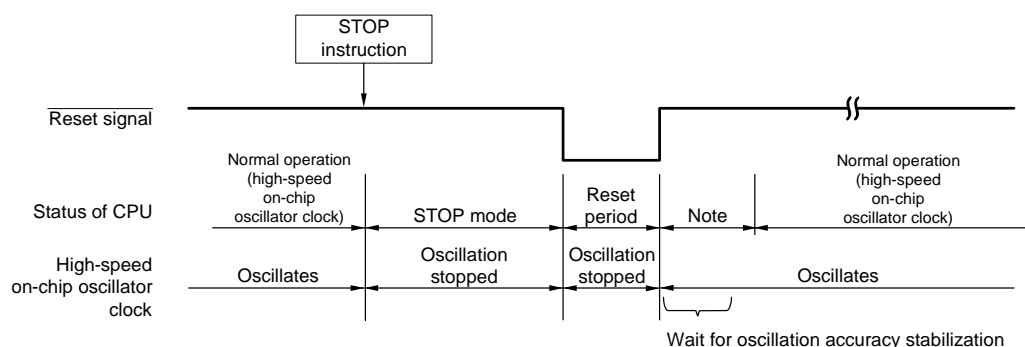 STOP
instruction
Reset signal
Normal operation
(high-speed
on-chip
oscillator clock)
Status of CPU
STOP mode
Reset
period
Note
Normal operation
(high-speed
on-chip
oscillator clock)
High-speed
on-chip oscillator
clock
Oscillates
Oscillation
stopped
Oscillation
stopped
Oscillates
Wait for oscillation accuracy stabilization